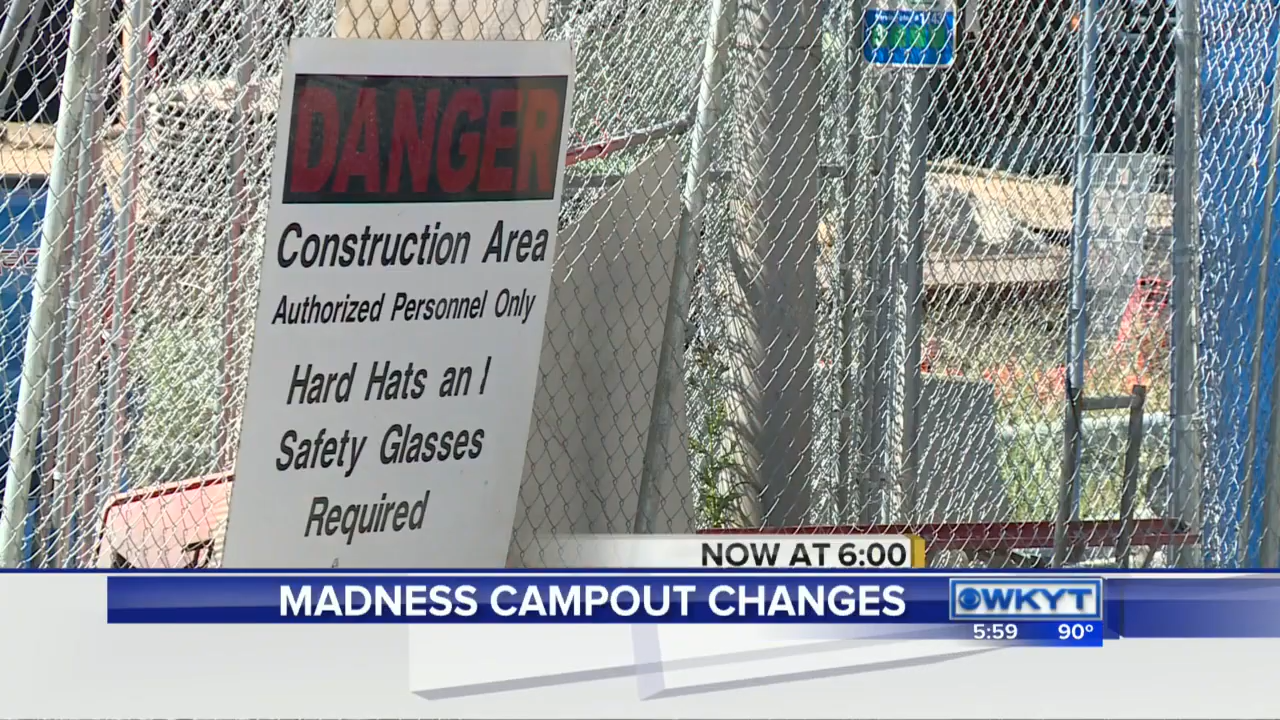 DANGER
Construction Area
Authorized Personnel Only
Hard Hats an l
Safety Glasses
Required
NOW AT 6:00
MADNESS CAMPOUT CHANGES
WKYT
5:59 90°